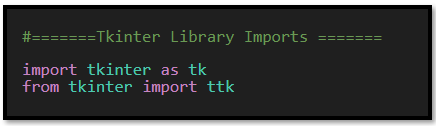 #=======Tkinter Library Imports =======
import tkinter as tk
from tkinter import ttk